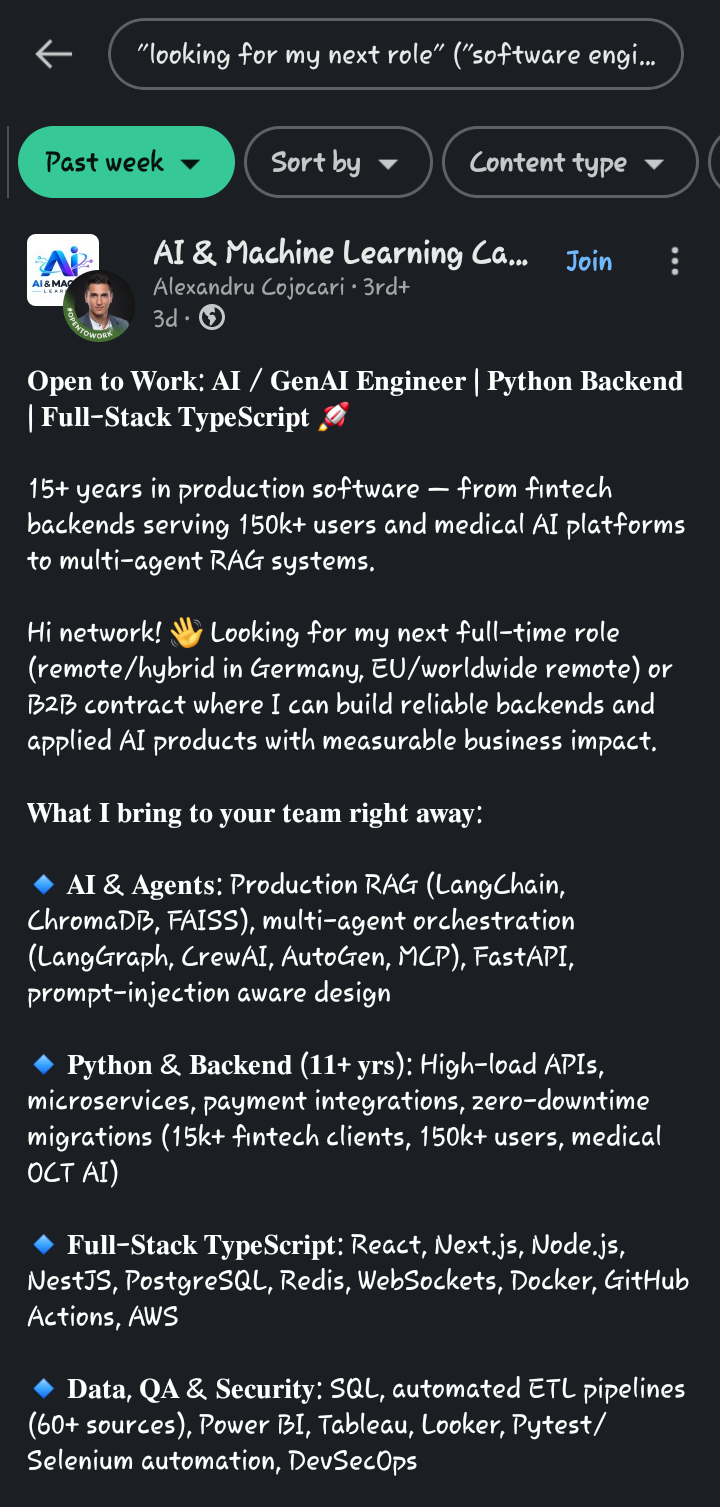 "looking for my next role" ("software engi...
Past week
Sort by
Content type
AI & Machine Learning Ca...
Join
Alexandru Cojocari • 3rd+
3d •
#OPENTOWORK
Open to Work: AI / GenAI Engineer | Python Backend
| Full-Stack TypeScript 🚀
15+ years in production software — from fintech
backends serving 150k+ users and medical AI platforms
to multi-agent RAG systems.
Hi network! 👋 Looking for my next full-time role
(remote/hybrid in Germany, EU/worldwide remote) or
B2B contract where I can build reliable backends and
applied AI products with measurable business impact.
What I bring to your team right away:
🔹 AI & Agents: Production RAG (LangChain,
ChromaDB, FAISS), multi-agent orchestration
(LangGraph, CrewAI, AutoGen, MCP), FastAPI,
prompt-injection aware design
🔹 Python & Backend (11+ yrs): High-load APIs,
microservices, payment integrations, zero-downtime
migrations (15k+ fintech clients, 150k+ users, medical
OCT AI)
🔹 Full-Stack TypeScript: React, Next.js, Node.js,
NestJS, PostgreSQL, Redis, WebSockets, Docker, GitHub
Actions, AWS
🔹 Data, QA & Security: SQL, automated ETL pipelines
(60+ sources), Power BI, Tableau, Looker, Pytest/
Selenium automation, DevSecOps